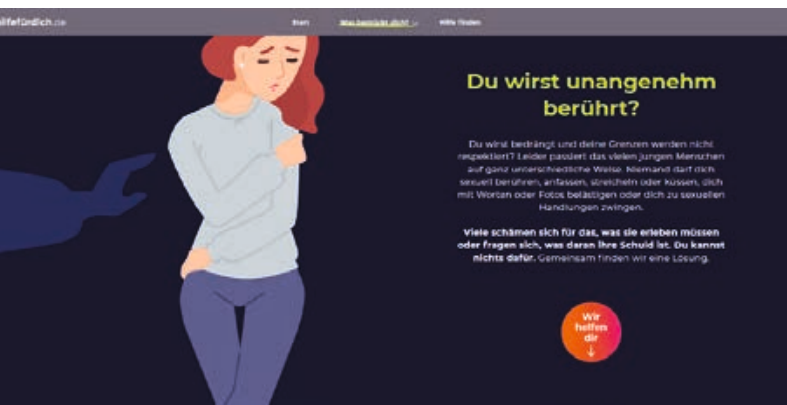 hilfefürdich.de
Start Was bedrückt dich? Hilfe finden
Du wirst unangenehm
berührt?
Du wirst bedrängt und deine Grenzen werden nicht
respektiert? Leider passiert das vielen jungen Menschen
auf ganz unterschiedliche Weise. Niemand darf dich
sexuell berühren, anfassen, streicheln oder küssen, dich
mit Worten oder Fotos belästigen oder dich zu sexuellen
Handlungen zwingen.
Viele schämen sich für das, was sie erleben müssen
oder fragen sich, was daran ihre Schuld ist. Du kannst
nichts dafür. Gemeinsam finden wir eine Lösung.
Wir
helfen
dir